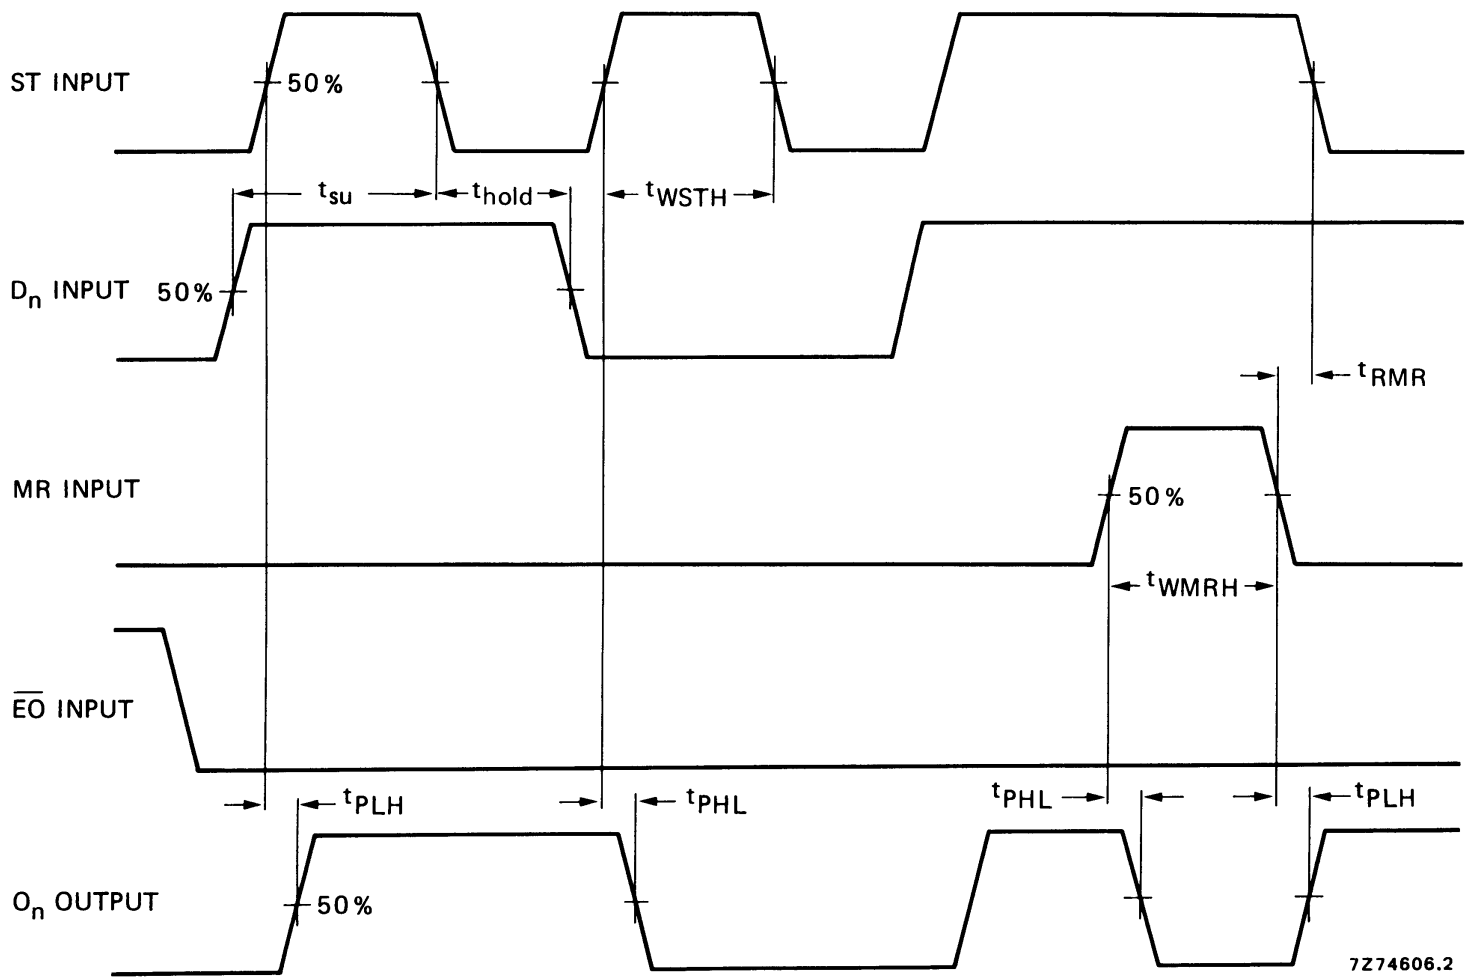 ST INPUT
50%
tsu
thold
tWSTH
Dn INPUT
50%
tRMR
MR INPUT
50%
tWMRH
EO INPUT
tPLH
tPHL
tPHL
tPLH
On OUTPUT
50%
7Z74606.2